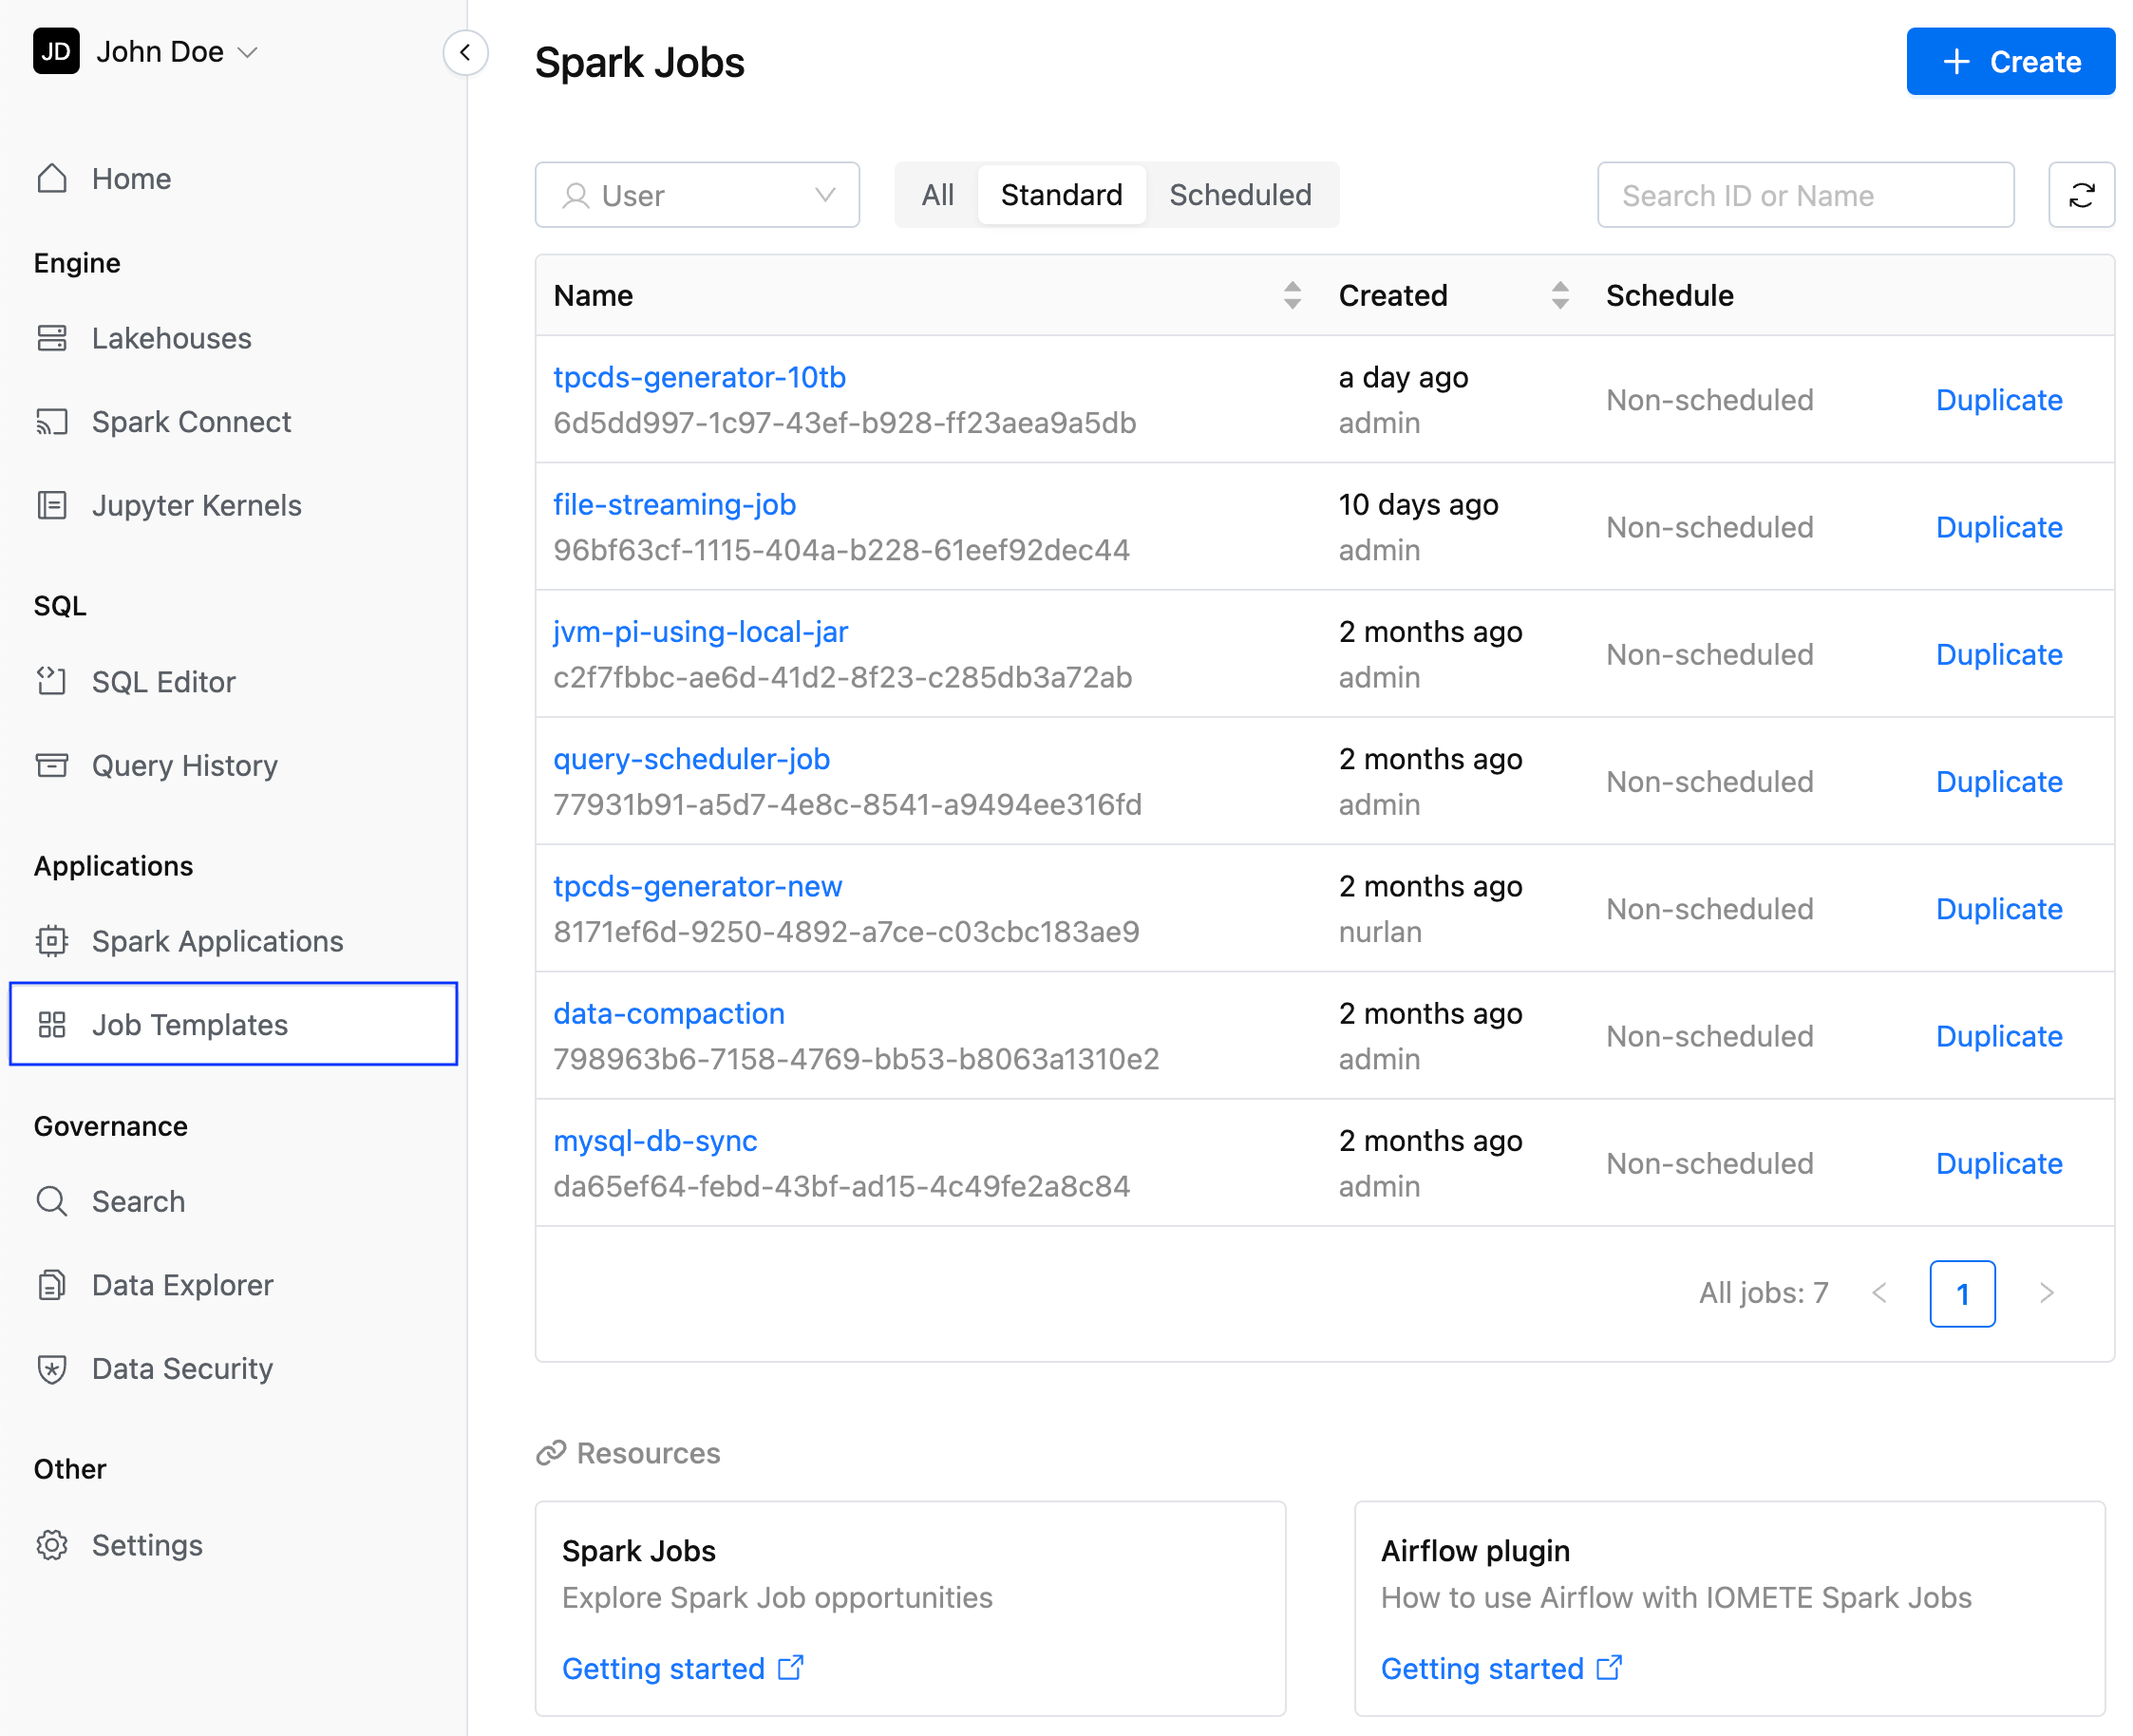 JD John Doe
Home
Engine
Lakehouses
Spark Connect
Jupyter Kernels
SQL
SQL Editor
Query History
Applications
Spark Applications
Job Templates
Governance
Search
Data Explorer
Data Security
Other
Settings
Spark Jobs
Create
User All Standard Scheduled Search ID or Name
Name Created Schedule
tpcds-generator-10tb a day ago
6d5dd997-1c97-43ef-b928-ff23aea9a5db admin
Non-scheduled Duplicate
file-streaming-job 10 days ago
96bf63cf-1115-404a-b228-61eef92dec44 admin
Non-scheduled Duplicate
jvm-pi-using-local-jar 2 months ago
c2f7fbbc-ae6d-41d2-8f23-c285db3a72ab admin
Non-scheduled Duplicate
query-scheduler-job 2 months ago
77931b91-a5d7-4e8c-8541-a9494ee316fd admin
Non-scheduled Duplicate
tpcds-generator-new 2 months ago
8171ef6d-9250-4892-a7ce-c03cbc183ae9 nurlan
Non-scheduled Duplicate
data-compaction 2 months ago
798963b6-7158-4769-bb53-b8063a1310e2 admin
Non-scheduled Duplicate
mysql-db-sync 2 months ago
da65ef64-febd-43bf-ad15-4c49fe2a8c84 admin
Non-scheduled Duplicate
All jobs: 7 < 1 >
Resources
Spark Jobs
Explore Spark Job opportunities
Getting started
Airflow plugin
How to use Airflow with IOMETE Spark Jobs
Getting started